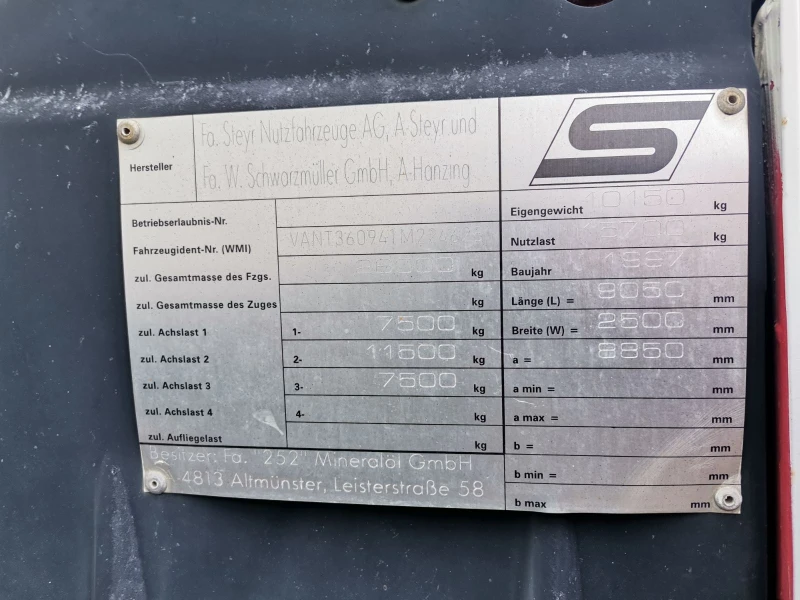 Hersteller
Fa. Steyr Nutzfahrzeuge AG, A-Steyr und
Fa. W. Schwarzmüller GmbH, A-Hanzing
S
Betriebserlaubnis-Nr.
Fahrzeugident-Nr. (WMI)
zul. Gesamtmasse des Fzgs. kg
zul. Gesamtmasse des Zuges kg
zul. Achslast 1 1- 7500 kg
zul. Achslast 2 2- 11500 kg
zul. Achslast 3 3- 7500 kg
zul. Achslast 4 4- kg
zul. Aufliegelast kg
Besitzer: Fa. "252" Mineralöl GmbH
4813 Altmünster, Leisterstraße 58
Eigengewicht 10150 kg
Nutzlast kg
Baujahr 1997
Länge (L) = 9050 mm
Breite (W) = 2500 mm
a = 8850 mm
a min = mm
a max = mm
b = mm
b min = mm
b max mm